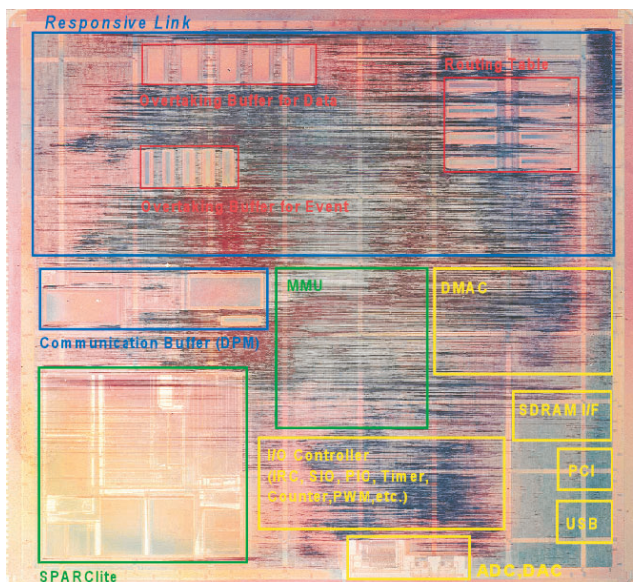 Responsive Link
Routing Table
Overtaking Buffer for Data
Overtaking Buffer for Event
MMU
DMAC
Communication Buffer (DPM)
SDRAM I/F
I/O Controller
(IRC, SIO, PIO, Timer,
Counter,PWM,etc.)
PCI
USB
ADC,DAC
SPARClite